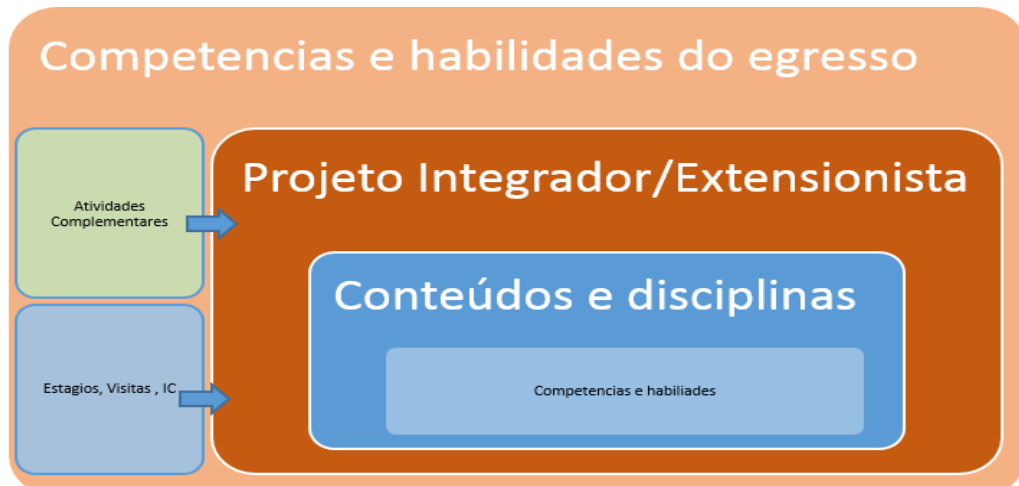 Competencias e habilidades do egresso
Projeto Integrador/Extensionista
Atividades
Complementares
Conteúdos e disciplinas
Estagios, Visitas , IC
Competencias e habiliades